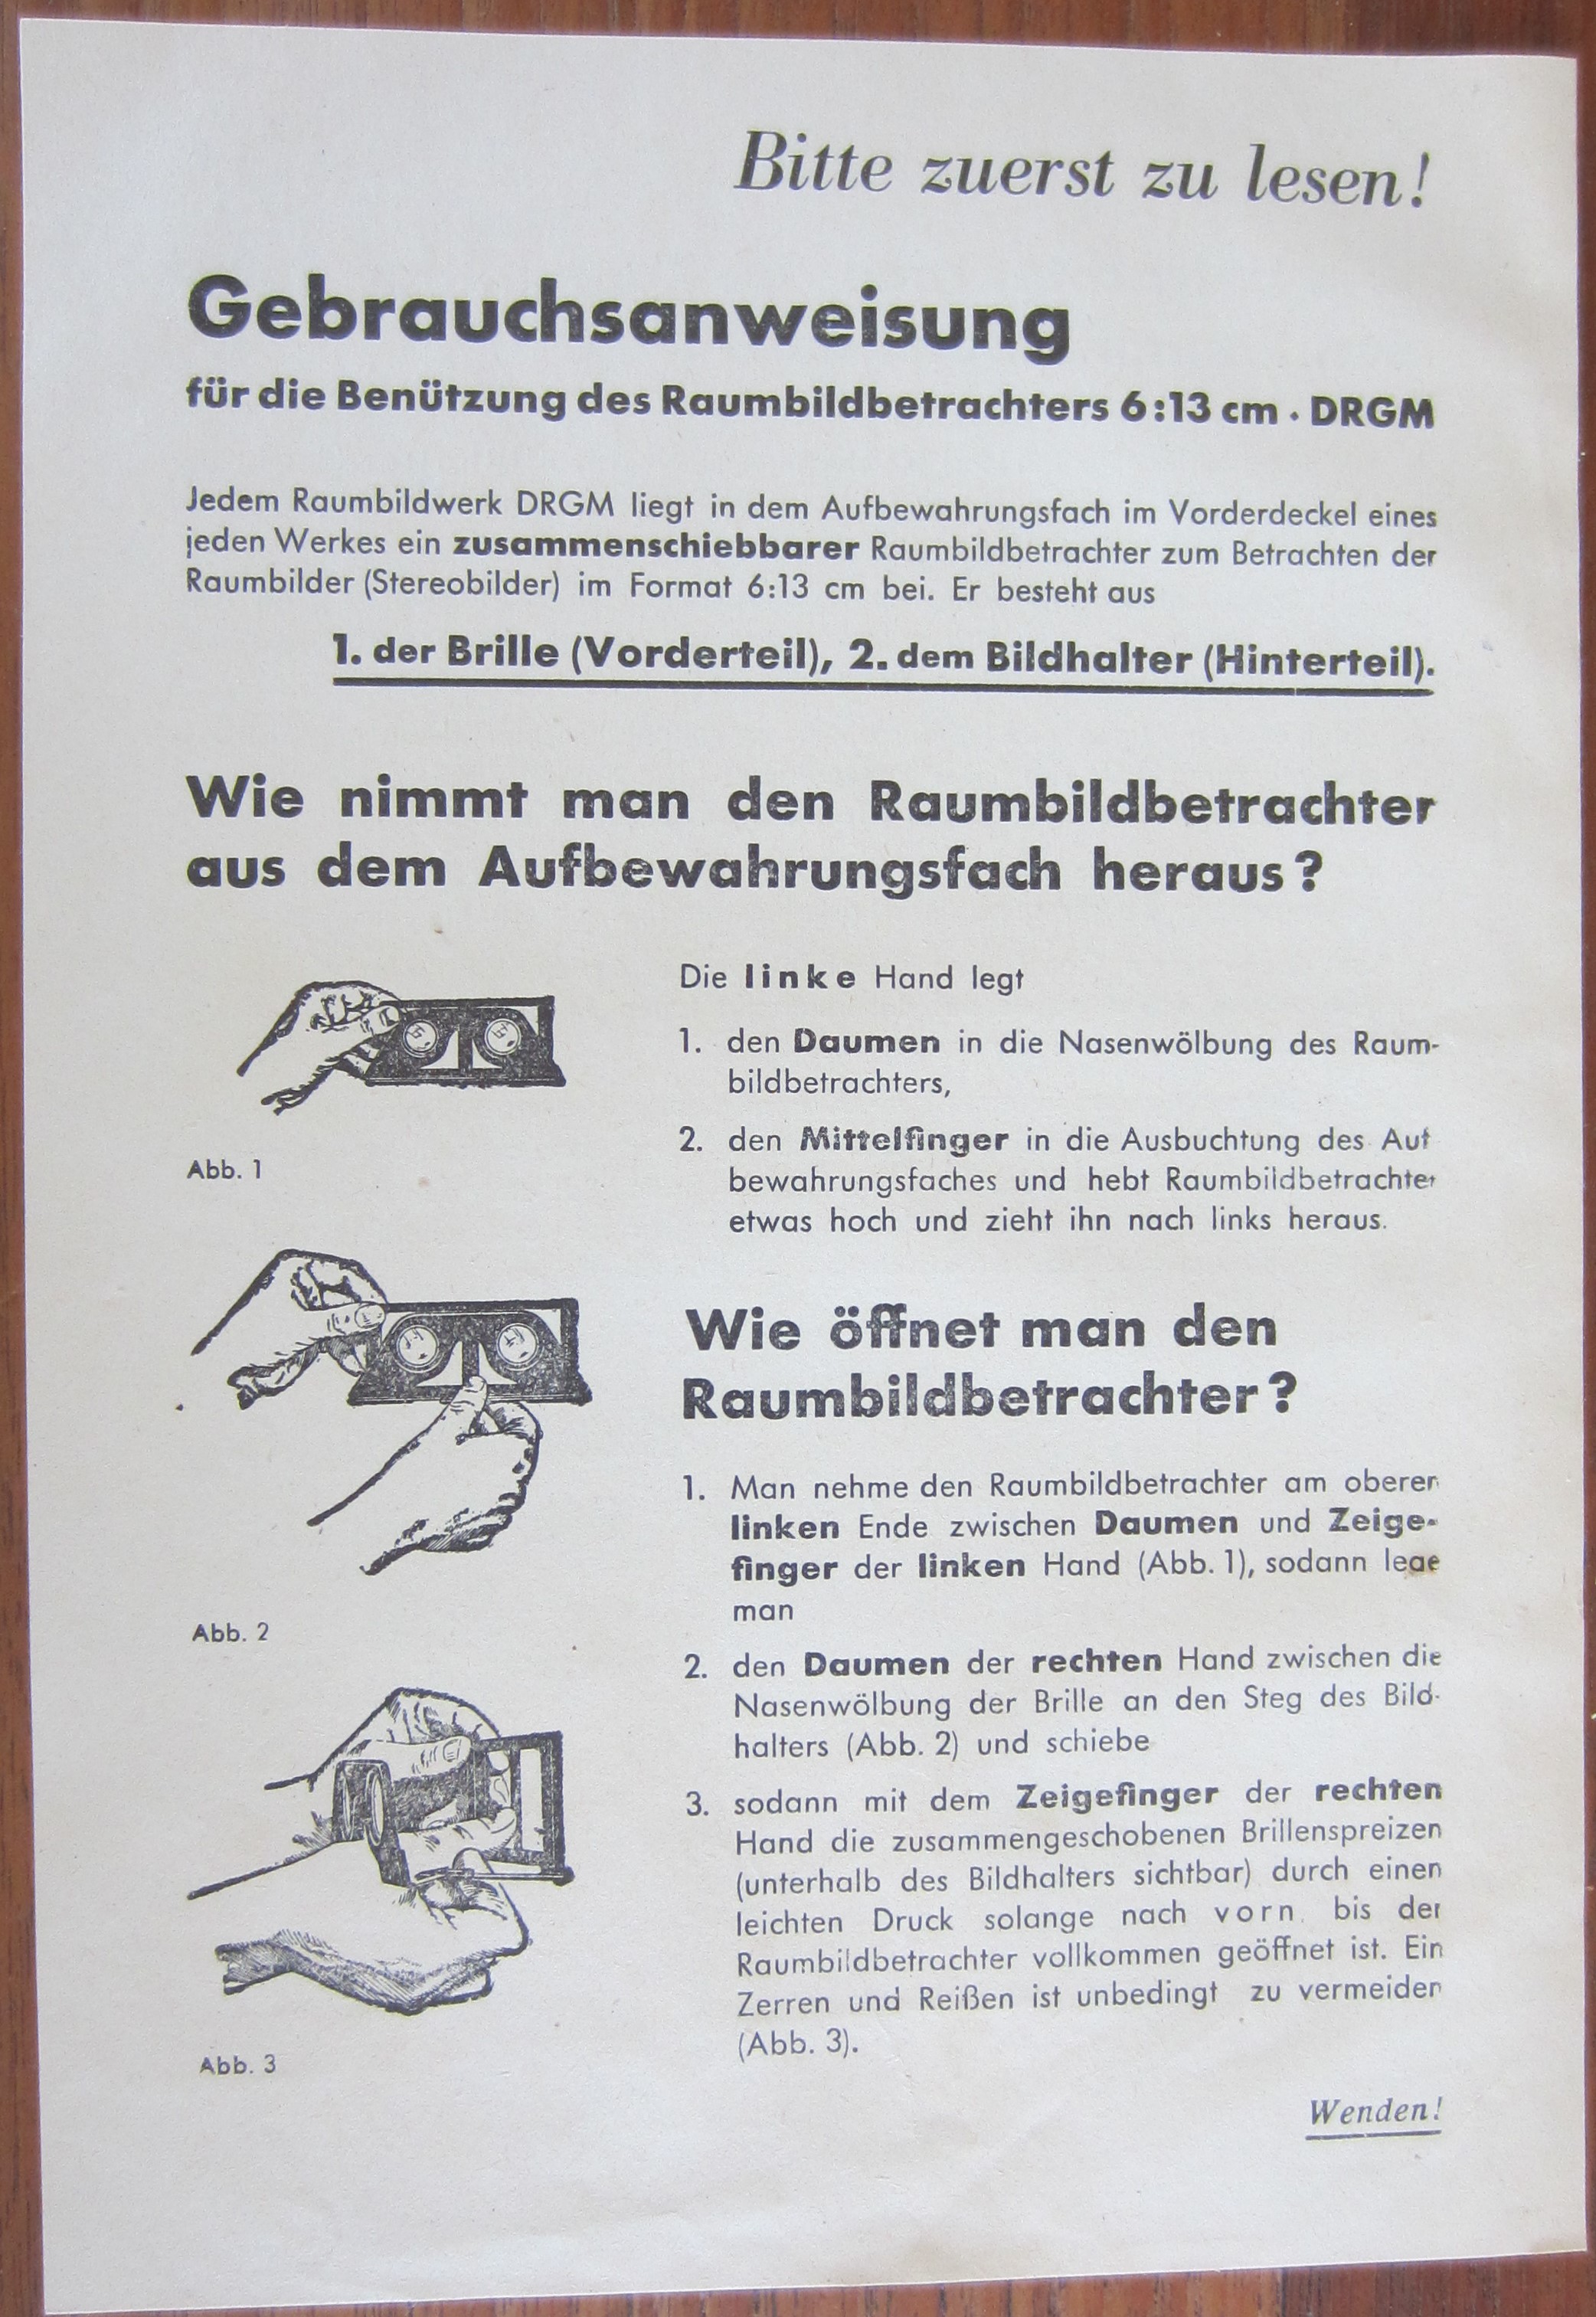 Bitte zuerst zu lesen!
Gebrauchsanweisung
für die Benützung des Raumbildbetrachters 6:13 cm · DRGM
Jedem Raumbildwerk DRGM liegt in dem Aufbewahrungsfach im Vorderdeckel eines
jeden Werkes ein zusammenschiebbarer Raumbildbetrachter zum Betrachten der
Raumbilder (Stereobilder) im Format 6:13 cm bei. Er besteht aus
1. der Brille (Vorderteil), 2. dem Bildhalter (Hinterteil).
Wie nimmt man den Raumbildbetrachter
aus dem Aufbewahrungsfach heraus?
Die linke Hand legt
1. den Daumen in die Nasenwölbung des Raum-
bildbetrachters,
2. den Mittelfinger in die Ausbuchtung des Auf
bewahrungsfaches und hebt Raumbildbetrachter
etwas hoch und zieht ihn nach links heraus.
Abb. 1
Wie öffnet man den
Raumbildbetrachter?
1. Man nehme den Raumbildbetrachter am oberen
linken Ende zwischen Daumen und Zeige-
finger der linken Hand (Abb. 1), sodann lege
man
Abb. 2
2. den Daumen der rechten Hand zwischen die
Nasenwölbung der Brille an den Steg des Bild-
halters (Abb. 2) und schiebe
3. sodann mit dem Zeigefinger der rechten
Hand die zusammengeschobenen Brillenspreizen
(unterhalb des Bildhalters sichtbar) durch einen
leichten Druck solange nach vorn, bis der
Raumbildbetrachter vollkommen geöffnet ist. Ein
Zerren und Reißen ist unbedingt zu vermeiden
(Abb. 3).
Abb. 3
Wenden!